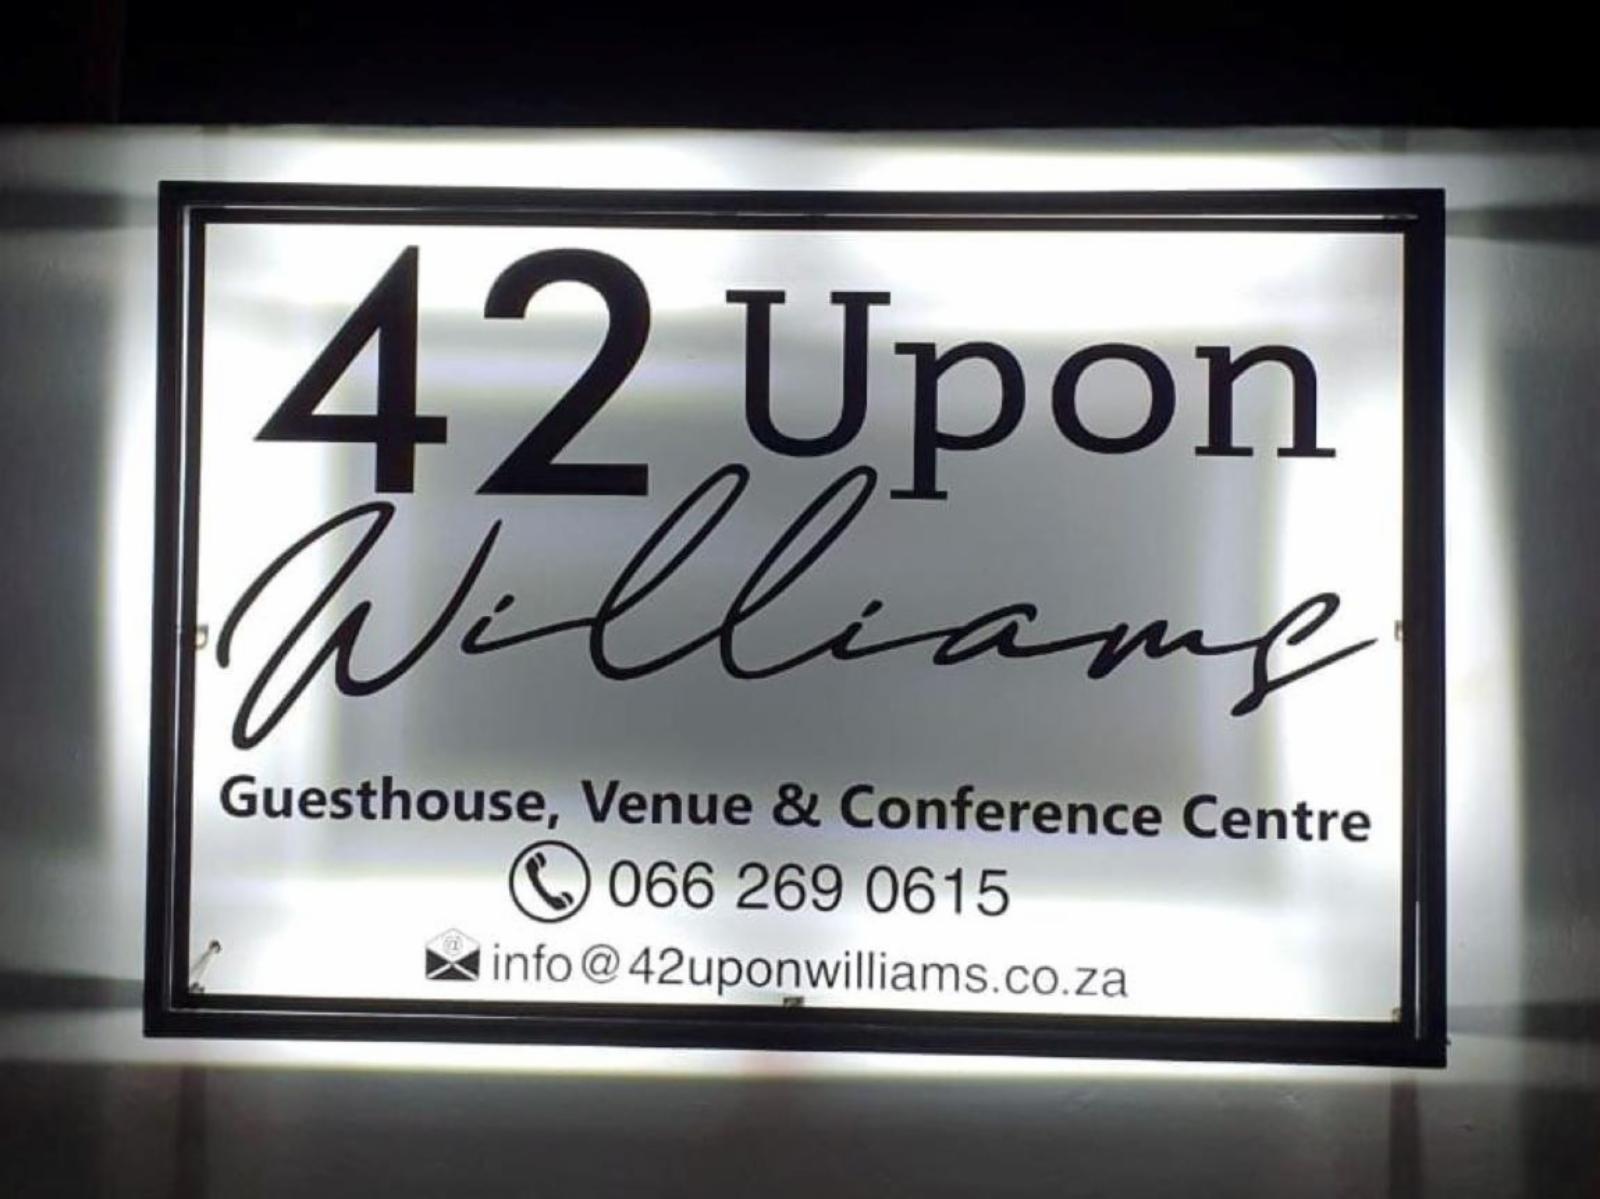 42 Upon
Williams
Guesthouse, Venue & Conference Centre
066 269 0615
info@42uponwilliams.co.za